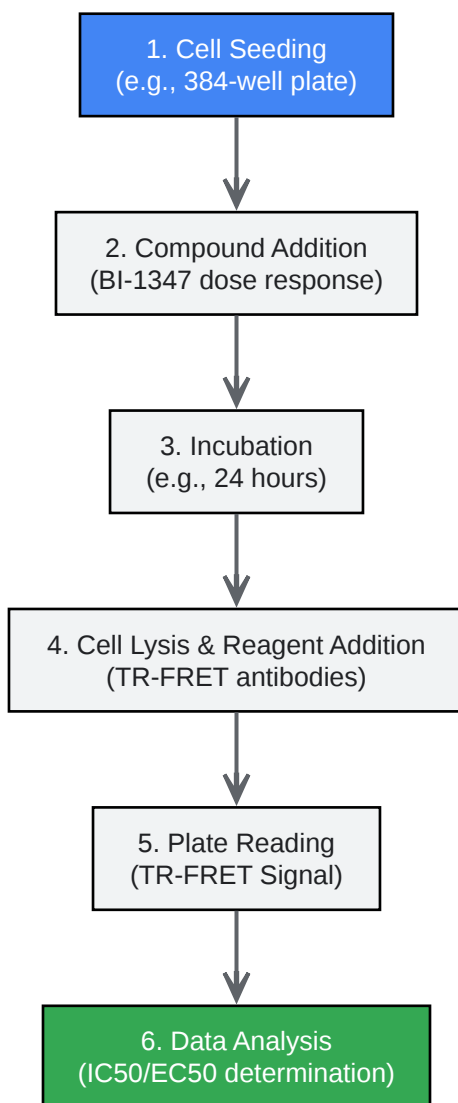 1. Cell Seeding
(e.g., 384-well plate)
2. Compound Addition
(BI-1347 dose response)
3. Incubation
(e.g., 24 hours)
4. Cell Lysis & Reagent Addition
(TR-FRET antibodies)
5. Plate Reading
(TR-FRET Signal)
6. Data Analysis
(IC50/EC50 determination)